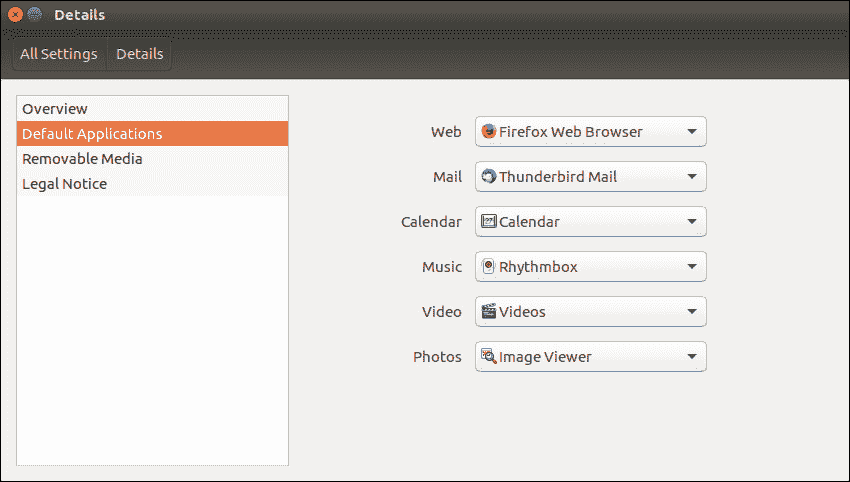 Details
All Settings Details
Overview
Default Applications
Removable Media
Legal Notice
Web Firefox Web Browser
Mail Thunderbird Mail
Calendar Calendar
Music Rhythmbox
Video Videos
Photos Image Viewer